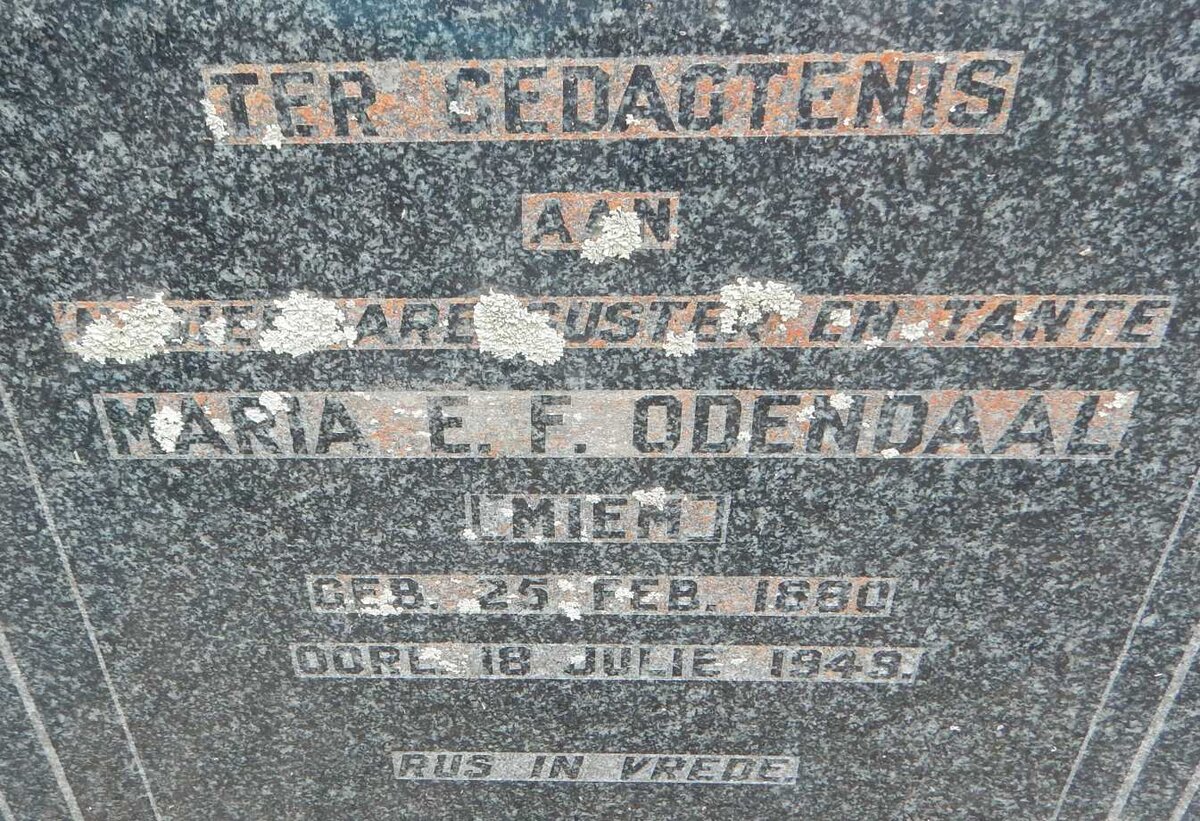 TER GEDAGTENIS
AAN
SUSTER EN TANTE
MARIA E. F. ODENDAAL
(MIEM)
GEB. 25 FEB. 1880
OORL. 18 JULIE 1949.
RUS IN VREDE